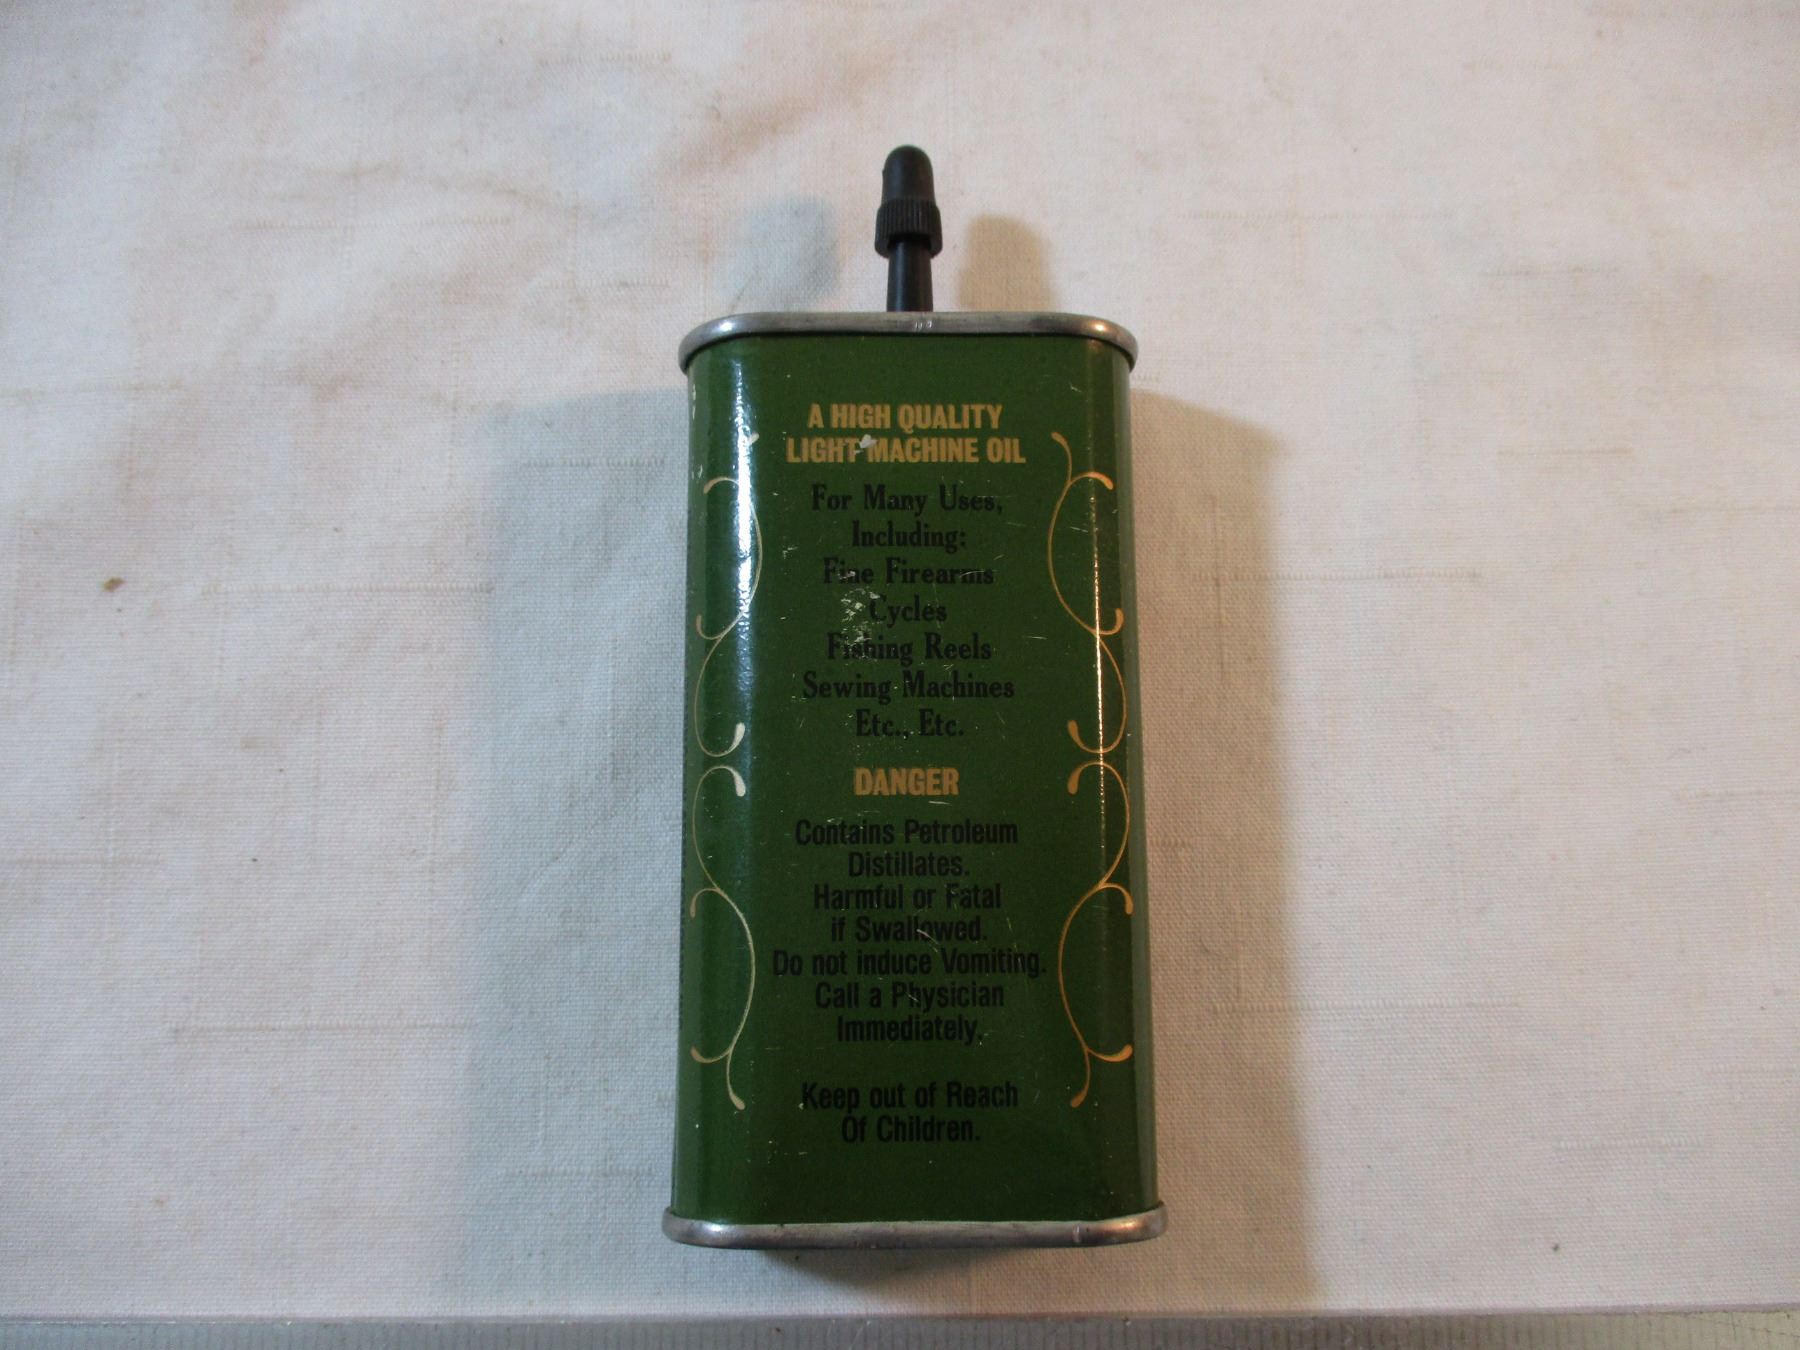 A HIGH QUALITY
LIGHT MACHINE OIL
For Many Uses,
Including:
Fine Firearms
Cycles
Fishing Reels
Sewing Machines
Etc., Etc.
DANGER
Contains Petroleum
Distillates.
Harmful or Fatal
if Swallowed.
Do not induce Vomiting.
Call a Physician
Immediately.
Keep out of Reach
Of Children.